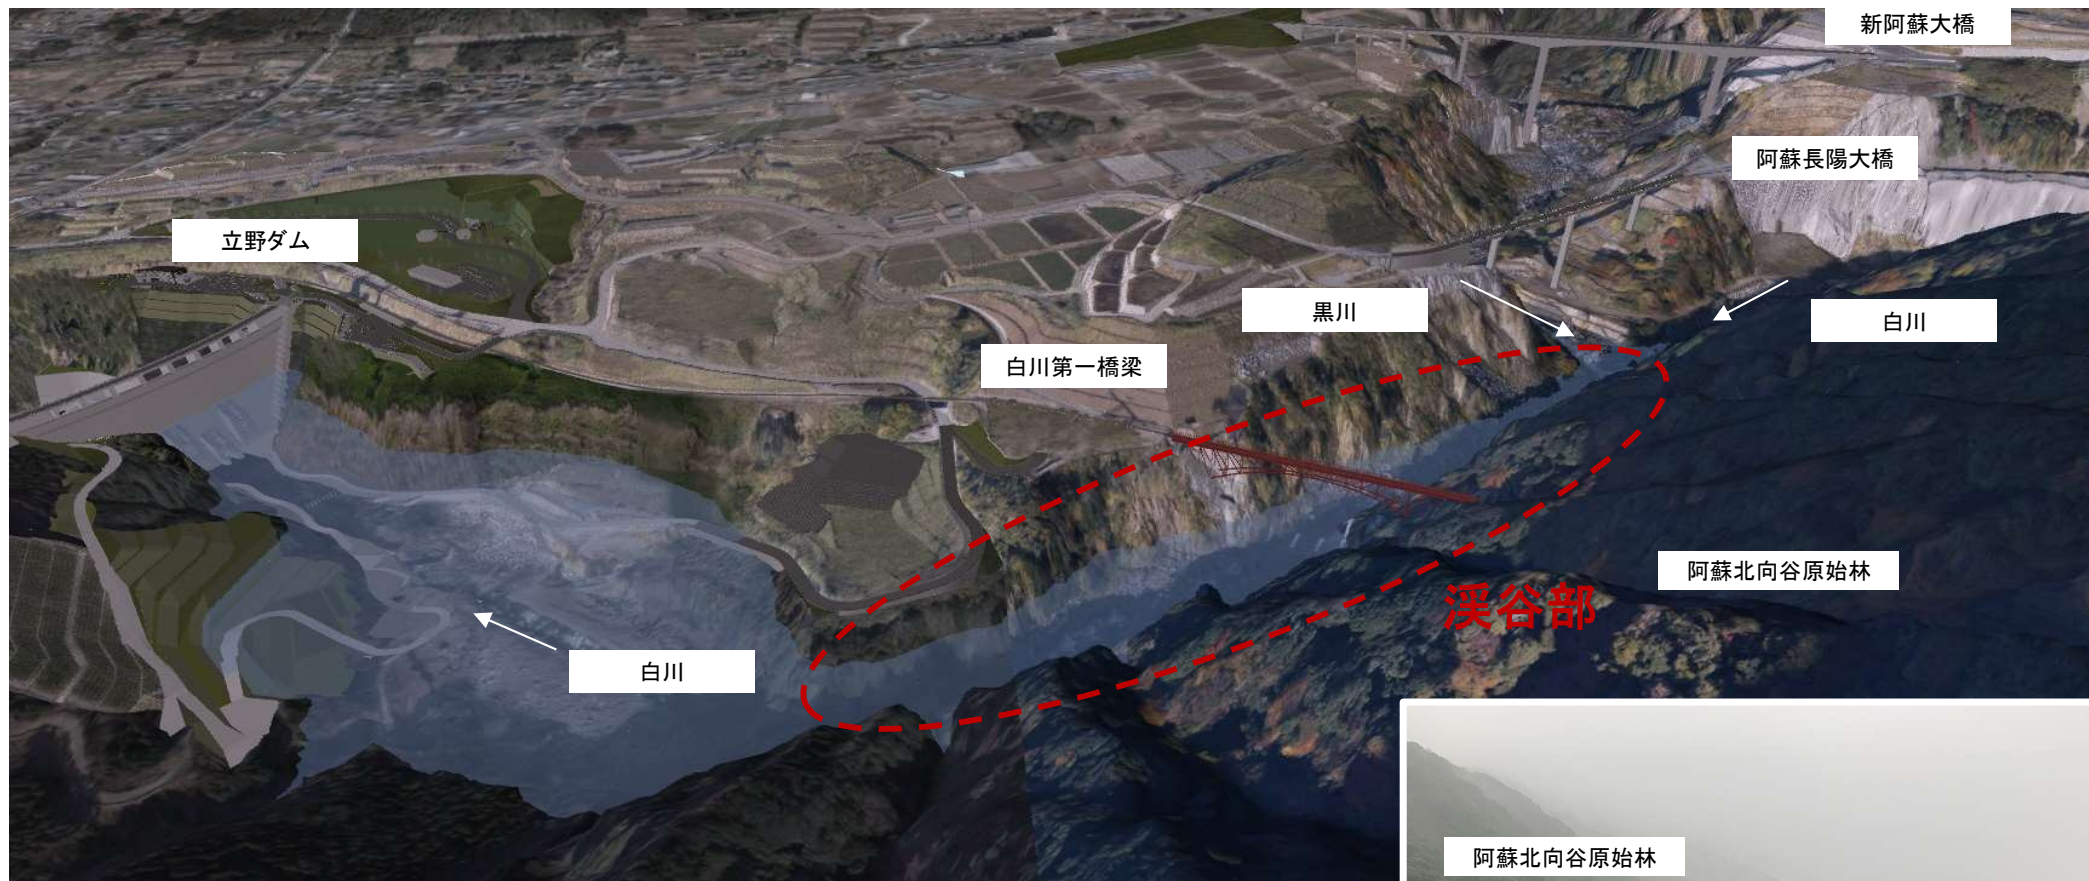 新阿蘇大橋
阿蘇長陽大橋
立野ダム
黒川
白川
白川第一橋梁
阿蘇北向谷原始林
渓谷部
白川
阿蘇北向谷原始林